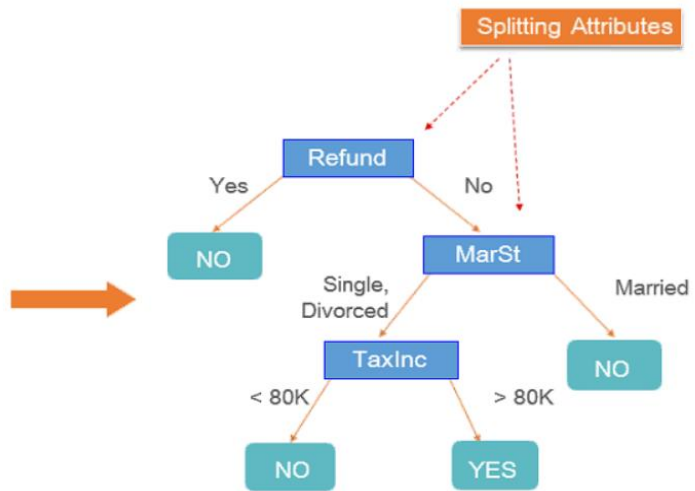 Splitting Attributes
Refund
Yes
No
NO
MarSt
Single,
Divorced
Married
TaxInc
NO
< 80K
> 80K
NO
YES